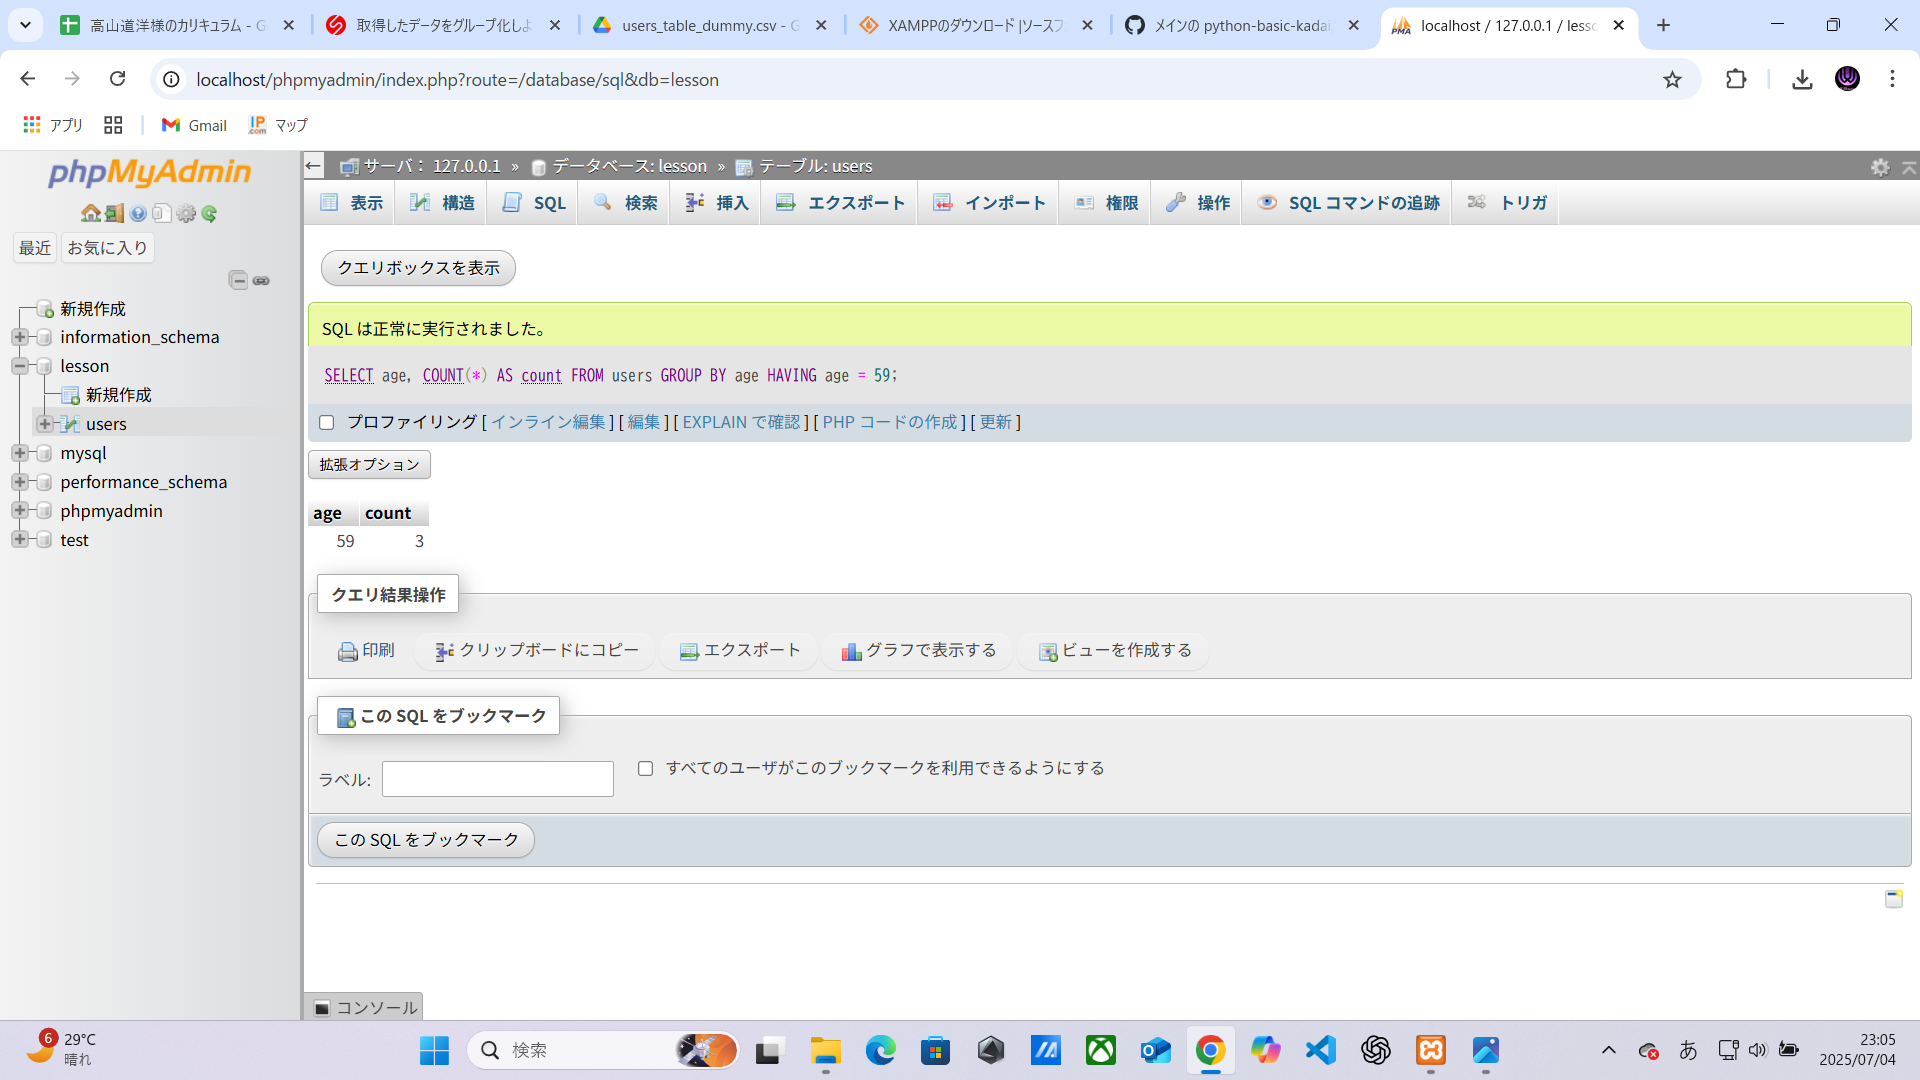 高山道洋様のカリキュラム - G
取得したデータをグループ化しよ
users_table_dummy.csv - G
XAMPPのダウンロード |ソースフ
メインの python-basic-kadai
localhost / 127.0.0.1 / lesso
localhost/phpmyadmin/index.php?route=/database/sql&db=lesson
アプリ
Gmail
マップ
phpMyAdmin
最近 お気に入り
新規作成
information_schema
lesson
新規作成
users
mysql
performance_schema
phpmyadmin
test
サーバ： 127.0.0.1 » データベース: lesson » テーブル: users
表示 構造 SQL 検索 挿入 エクスポート インポート 権限 操作 SQL コマンドの追跡 トリガ
クエリボックスを表示
SQL は正常に実行されました。
SELECT age, COUNT(*) AS count FROM users GROUP BY age HAVING age = 59;
プロファイリング [ インライン編集 ] [ 編集 ] [ EXPLAIN で確認 ] [ PHP コードの作成 ] [ 更新 ]
拡張オプション
age count
59 3
クエリ結果操作
印刷 クリップボードにコピー エクスポート グラフで表示する ビューを作成する
この SQL をブックマーク
ラベル: すべてのユーザがこのブックマークを利用できるようにする
この SQL をブックマーク
コンソール
6
29°C
晴れ
検索
あ
23:05
2025/07/04